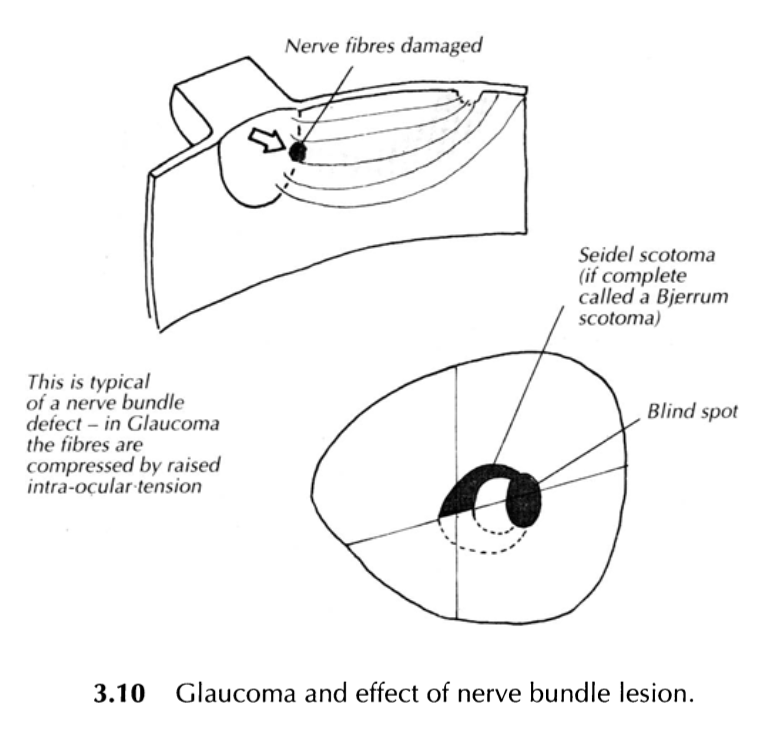 Nerve fibres damaged
Seidel scotoma
(if complete
called a Bjerrum
scotoma)
This is typical
of a nerve bundle
defect – in Glaucoma
the fibres are
compressed by raised
intra-ocular tension
Blind spot
3.10 Glaucoma and effect of nerve bundle lesion.